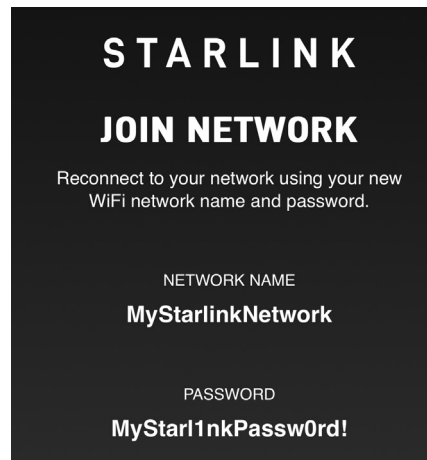 STARLINK
JOIN NETWORK
Reconnect to your network using your new
WiFi network name and password.
NETWORK NAME
MyStarlinkNetwork
PASSWORD
MyStarl1nkPassw0rd!